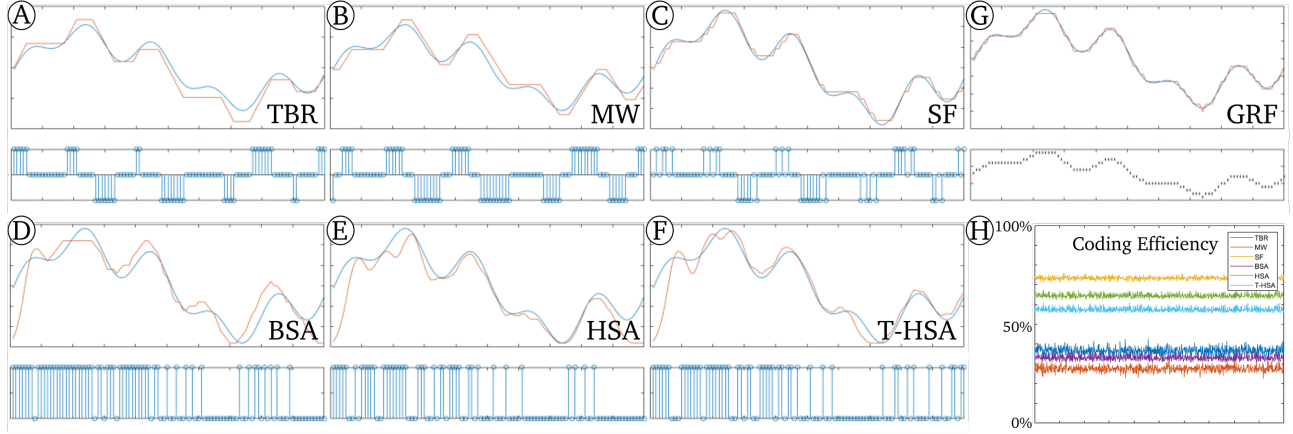 A
TBR
B
MW
C
SF
G
GRF
D
BSA
E
HSA
F
T-HSA
H
100%
Coding Efficiency
TBR
MW
SF
BSA
HSA
T-HSA
50%
0%